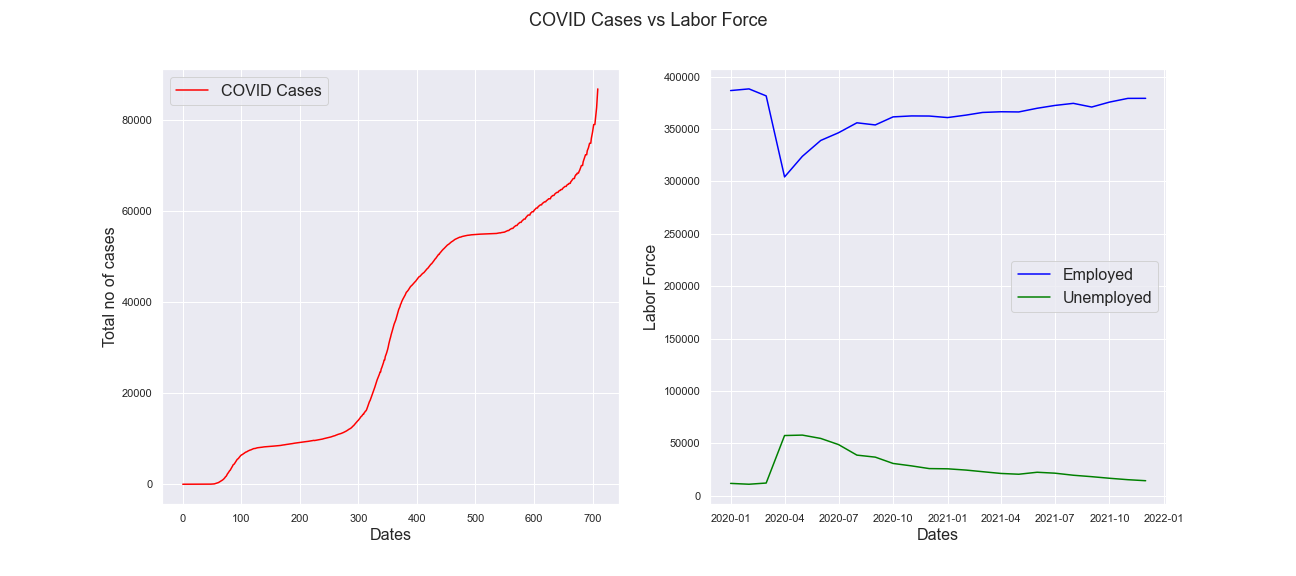 COVID Cases vs Labor Force
COVID Cases
80000
60000
40000
20000
0
Total no of cases
0 100 200 300 400 500 600 700
Dates
400000
350000
300000
250000
200000
150000
100000
50000
0
Labor Force
Employed
Unemployed
2020-01 2020-04 2020-07 2020-10 2021-01 2021-04 2021-07 2021-10 2022-01
Dates